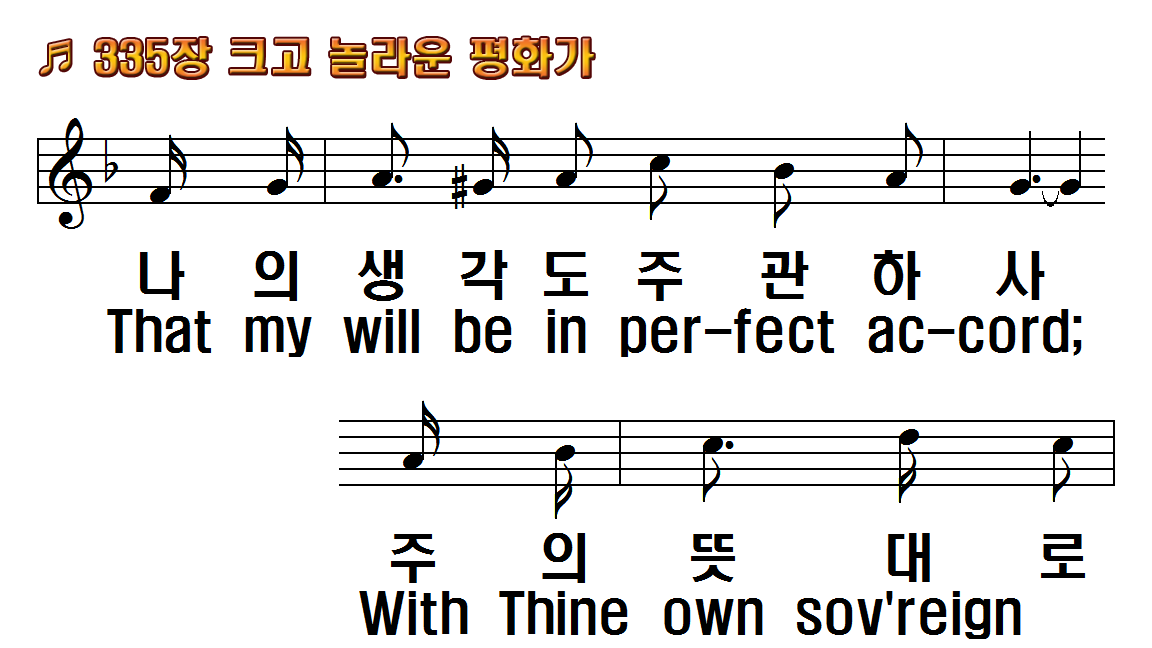 335장 크고 놀라운 평화가
나 의 생 각 도 주 관 하 사
That my will be in per-fect ac-cord;
주 의 뜻 대 로
With Thine own sov'reign